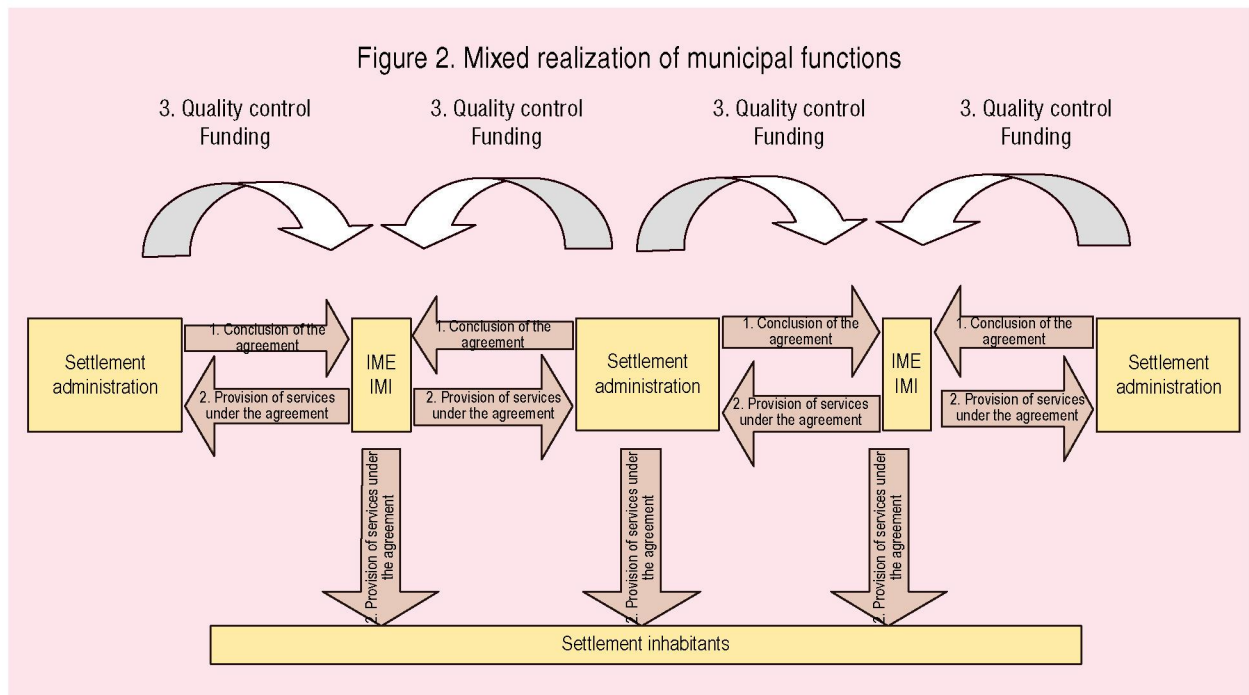 Figure 2. Mixed realization of municipal functions
3. Quality control
Funding
3. Quality control
Funding
3. Quality control
Funding
3. Quality control
Funding
Settlement
administration
1. Conclusion of the
agreement
2. Provision of services
under the agreement
IME
IMI
1. Conclusion of the
agreement
2. Provision of services
under the agreement
Settlement
administration
1. Conclusion of the
agreement
2. Provision of services
under the agreement
IME
IMI
1. Conclusion of the
agreement
2. Provision of services
under the agreement
Settlement
administration
2. Provision of services under
the agreement
2. Provision of services under
the agreement
2. Provision of services under
the agreement
Settlement inhabitants